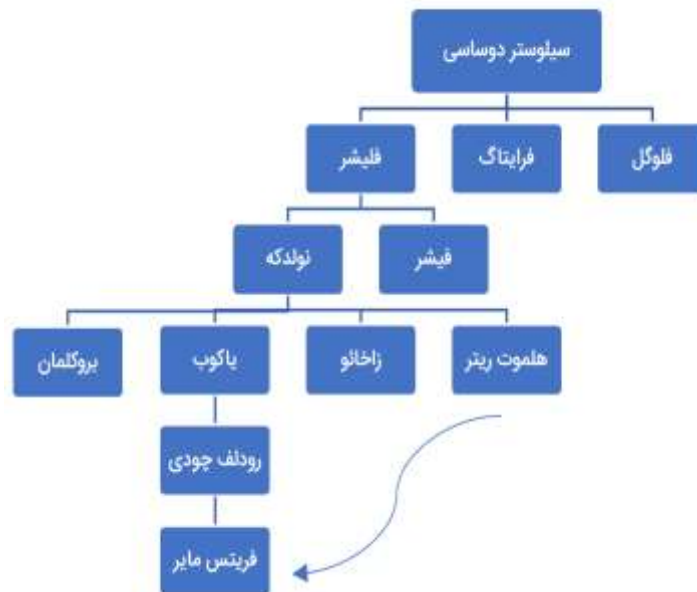 سیلوستر دوساسی
فلوگل
فرایتاگ
فلیشر
فیشر
نولدکه
هلموت ریتر
زاخائو
یاکوب
بروکلمان
رودلف چودی
فریتس مایر